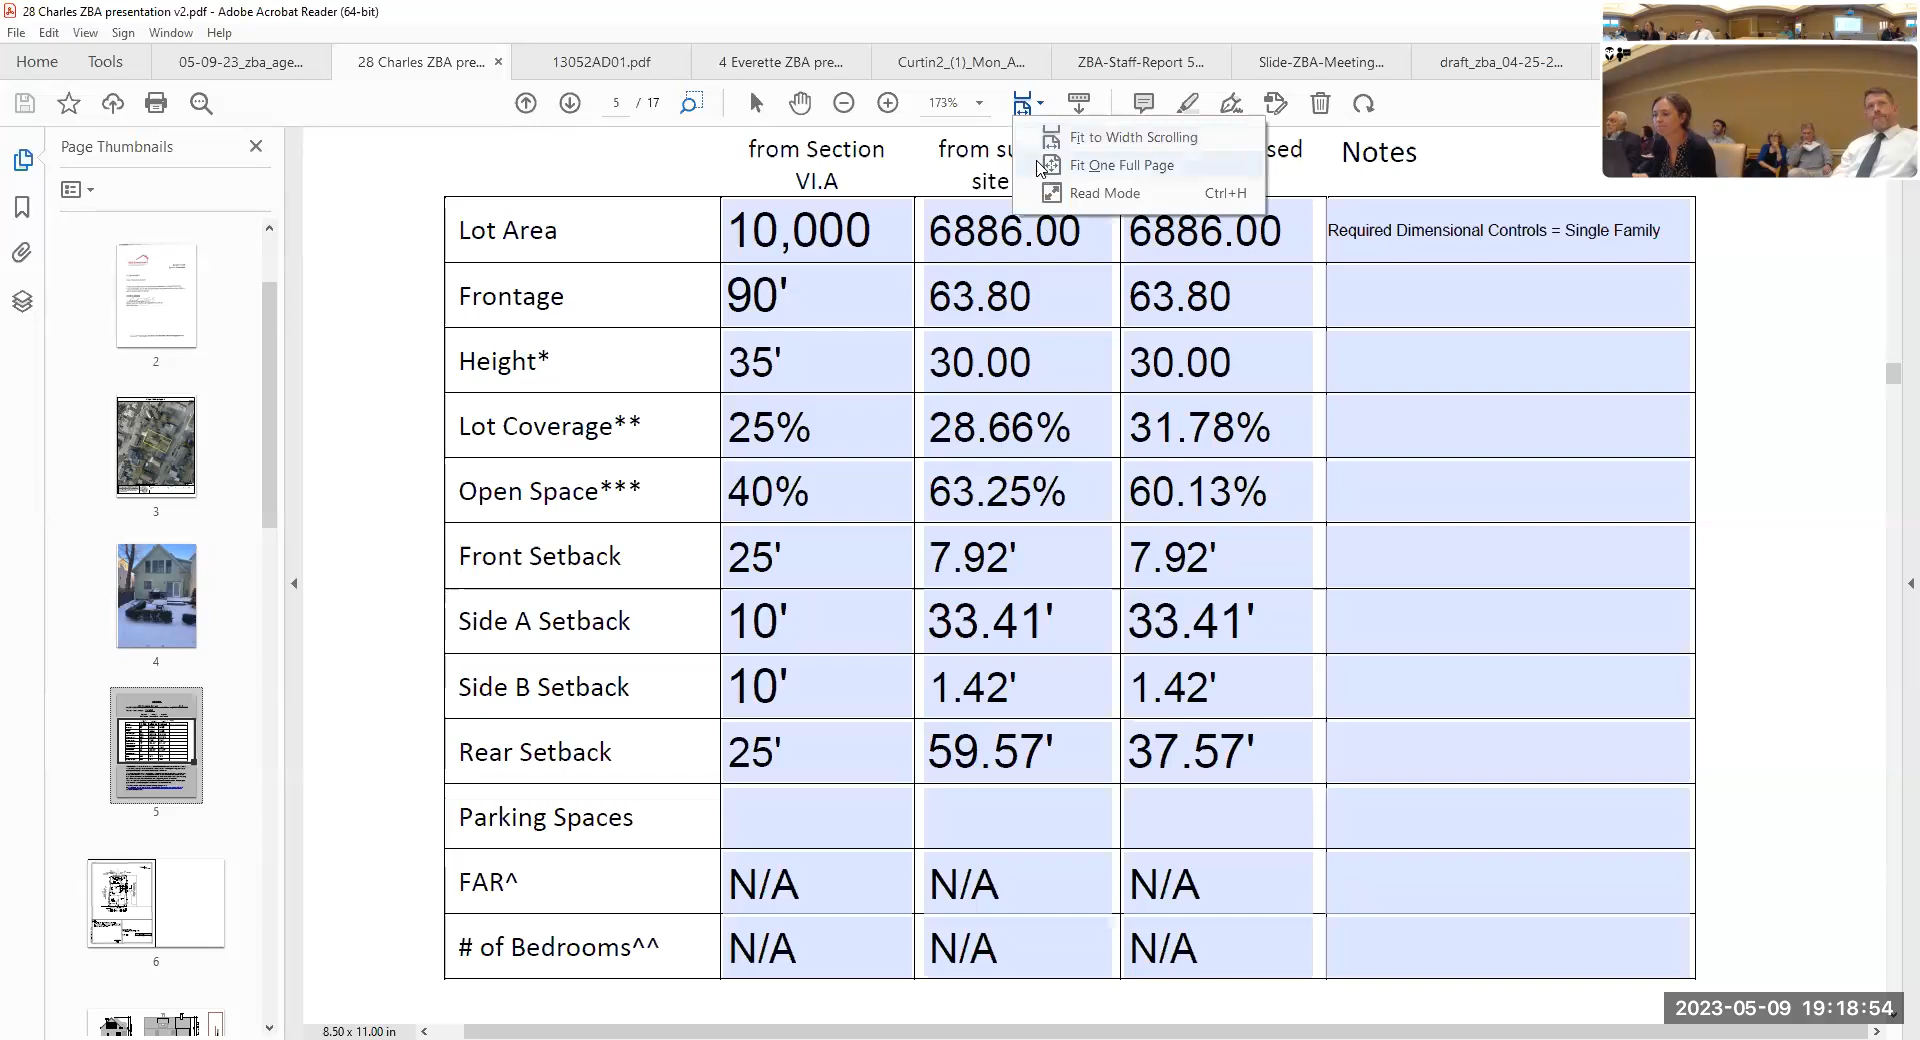 28 Charles ZBA presentation v2.pdf - Adobe Acrobat Reader (64-bit)
File Edit View Sign Window Help
Home Tools 05-09-23_zba_age... 28 Charles ZBA pre... × 13052AD01.pdf 4 Everette ZBA pre... Curtin2_(1)_Mon_A... ZBA-Staff-Report 5... Slide-ZBA-Meeting... draft_zba_04-25-2...
5 / 17 173%
Fit to Width Scrolling
Fit One Full Page
Read Mode Ctrl+H
Page Thumbnails
2
3
4
5
6
from Section VI.A
from su
site
sed
Notes
Lot Area 10,000 6886.00 6886.00 Required Dimensional Controls = Single Family
Frontage 90' 63.80 63.80
Height* 35' 30.00 30.00
Lot Coverage** 25% 28.66% 31.78%
Open Space*** 40% 63.25% 60.13%
Front Setback 25' 7.92' 7.92'
Side A Setback 10' 33.41' 33.41'
Side B Setback 10' 1.42' 1.42'
Rear Setback 25' 59.57' 37.57'
Parking Spaces
FAR^ N/A N/A N/A
# of Bedrooms^^ N/A N/A N/A
8.50 x 11.00 in
2023-05-09 19:18:54